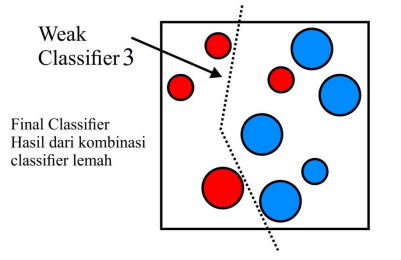 Weak
Classifier 3
Final Classifier
Hasil dari kombinasi
classifier lemah